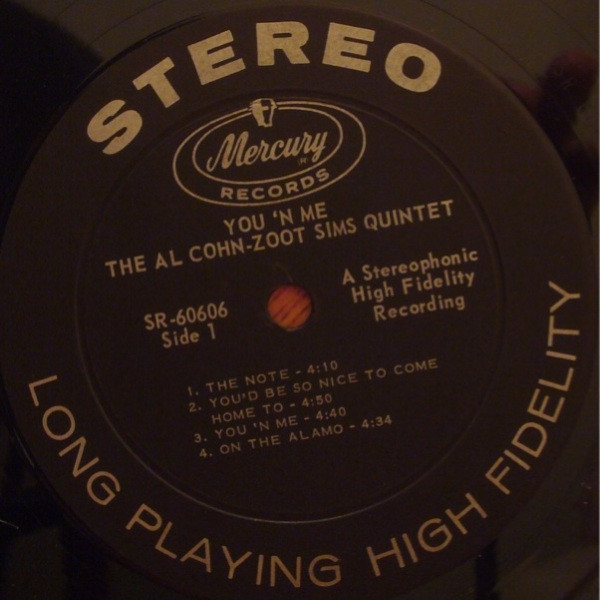 STEREO
Mercury
®
RECORDS
YOU 'N ME
THE AL COHN-ZOOT SIMS QUINTET
SR-60606
Side 1
A Stereophonic
High Fidelity
Recording
1. THE NOTE - 4:10
2. YOU'D BE SO NICE TO COME
HOME TO - 4:50
3. YOU 'N ME - 4:40
4. ON THE ALAMO - 4:34
LONG PLAYING HIGH FIDELITY